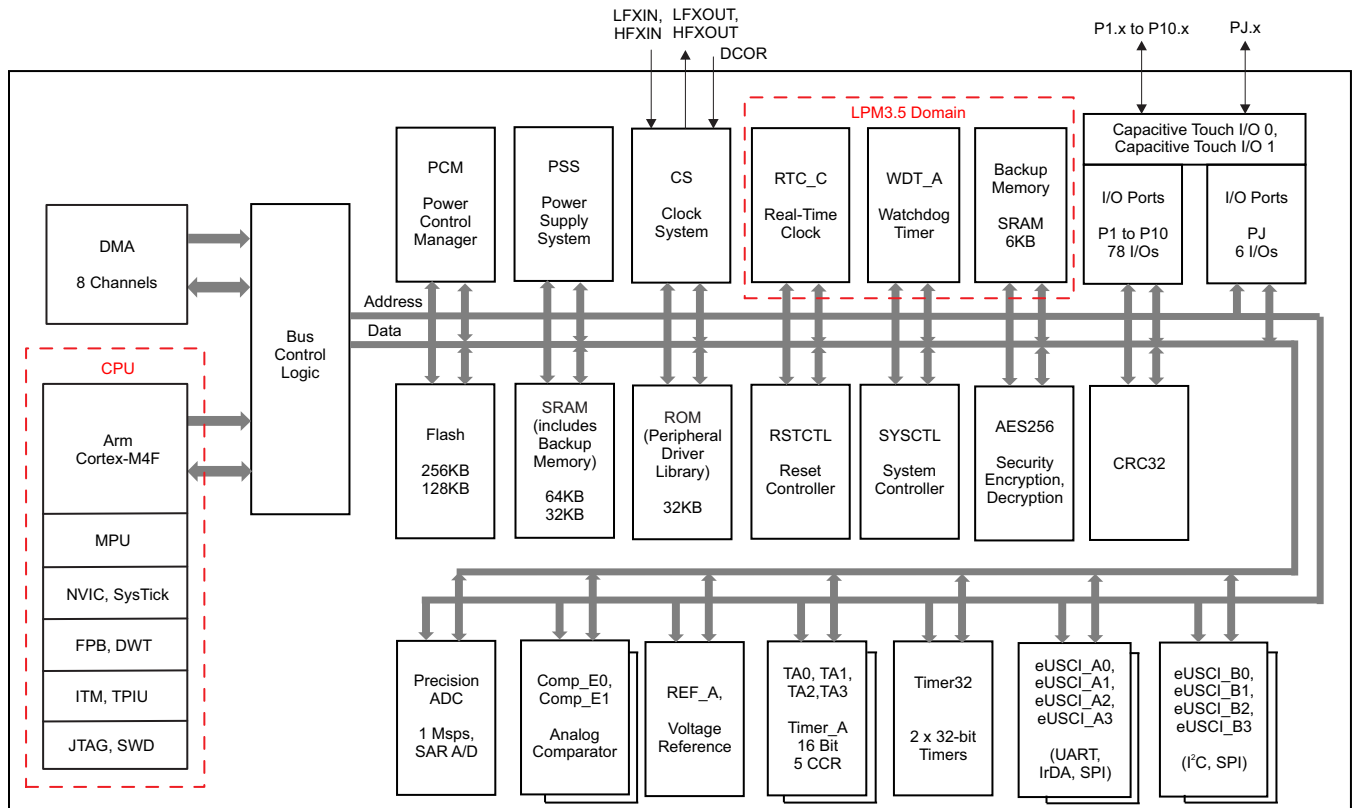 LFXIN,
HFXIN
LFXOUT,
HFXOUT
DCOR
P1.x to P10.x
PJ.x
LPM3.5 Domain
Capacitive Touch I/O 0,
Capacitive Touch I/O 1
PCM
Power
Control
Manager
PSS
Power
Supply
System
CS
Clock
System
RTC_C
Real-Time
Clock
WDT_A
Watchdog
Timer
Backup
Memory
SRAM
6KB
I/O Ports
P1 to P10
78 I/Os
I/O Ports
PJ
6 I/Os
DMA
8 Channels
Bus
Control
Logic
Address
Data
CPU
Arm
Cortex-M4F
MPU
NVIC, SysTick
FPB, DWT
ITM, TPIU
JTAG, SWD
Flash
256KB
128KB
SRAM
(includes
Backup
Memory)
64KB
32KB
ROM
(Peripheral
Driver
Library)
32KB
RSTCTL
Reset
Controller
SYSCTL
System
Controller
AES256
Security
Encryption,
Decryption
CRC32
Precision
ADC
1 Msps,
SAR A/D
Comp_E0,
Comp_E1
Analog
Comparator
REF_A,
Voltage
Reference
TA0, TA1,
TA2,TA3
Timer_A
16 Bit
5 CCR
Timer32
2 x 32-bit
Timers
eUSCI_A0,
eUSCI_A1,
eUSCI_A2,
eUSCI_A3
(UART,
IrDA, SPI)
eUSCI_B0,
eUSCI_B1,
eUSCI_B2,
eUSCI_B3
(I²C, SPI)